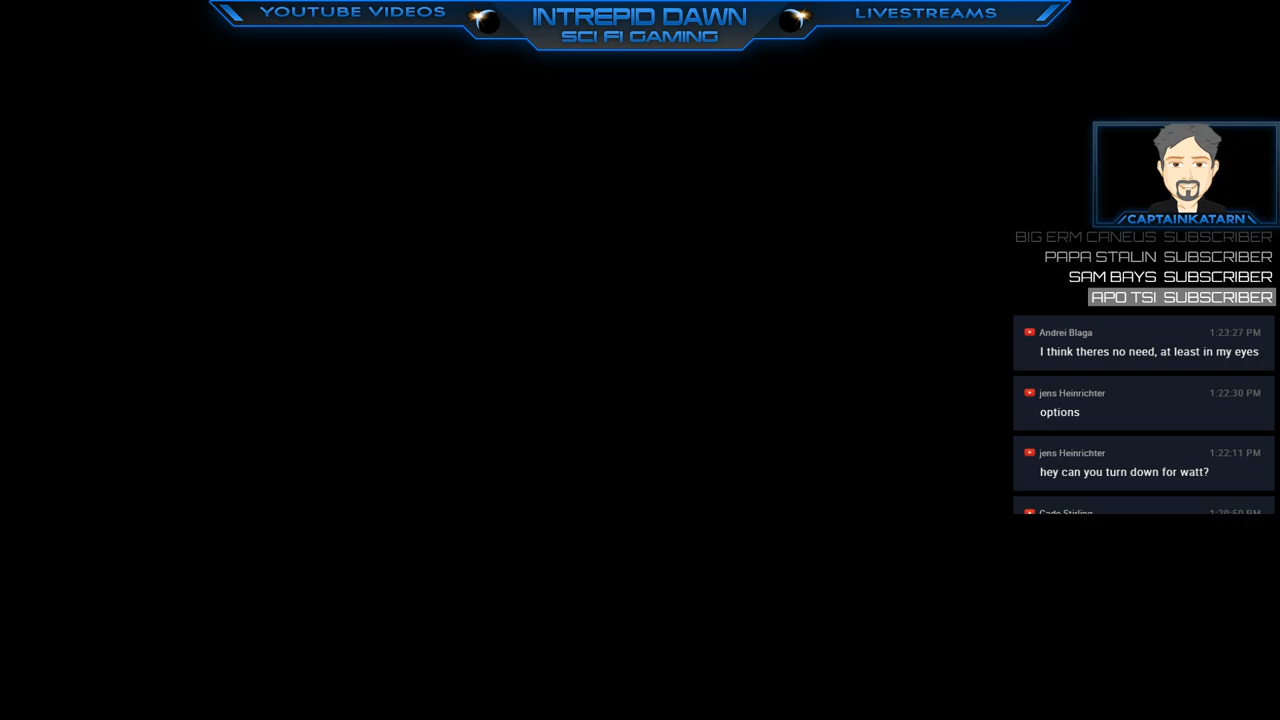 YOUTUBE VIDEOS
INTREPID DAWN
SCI FI GAMING
LIVESTREAMS
CAPTAINKATARN
BIG ERM CANEUS SUBSCRIBER
PAPA STALIN SUBSCRIBER
SAM BAYS SUBSCRIBER
APO TSI SUBSCRIBER
Andrei Blaga 1:23:27 PM
I think theres no need, at least in my eyes
jens Heinrichter 1:22:30 PM
options
jens Heinrichter 1:22:11 PM
hey can you turn down for watt?